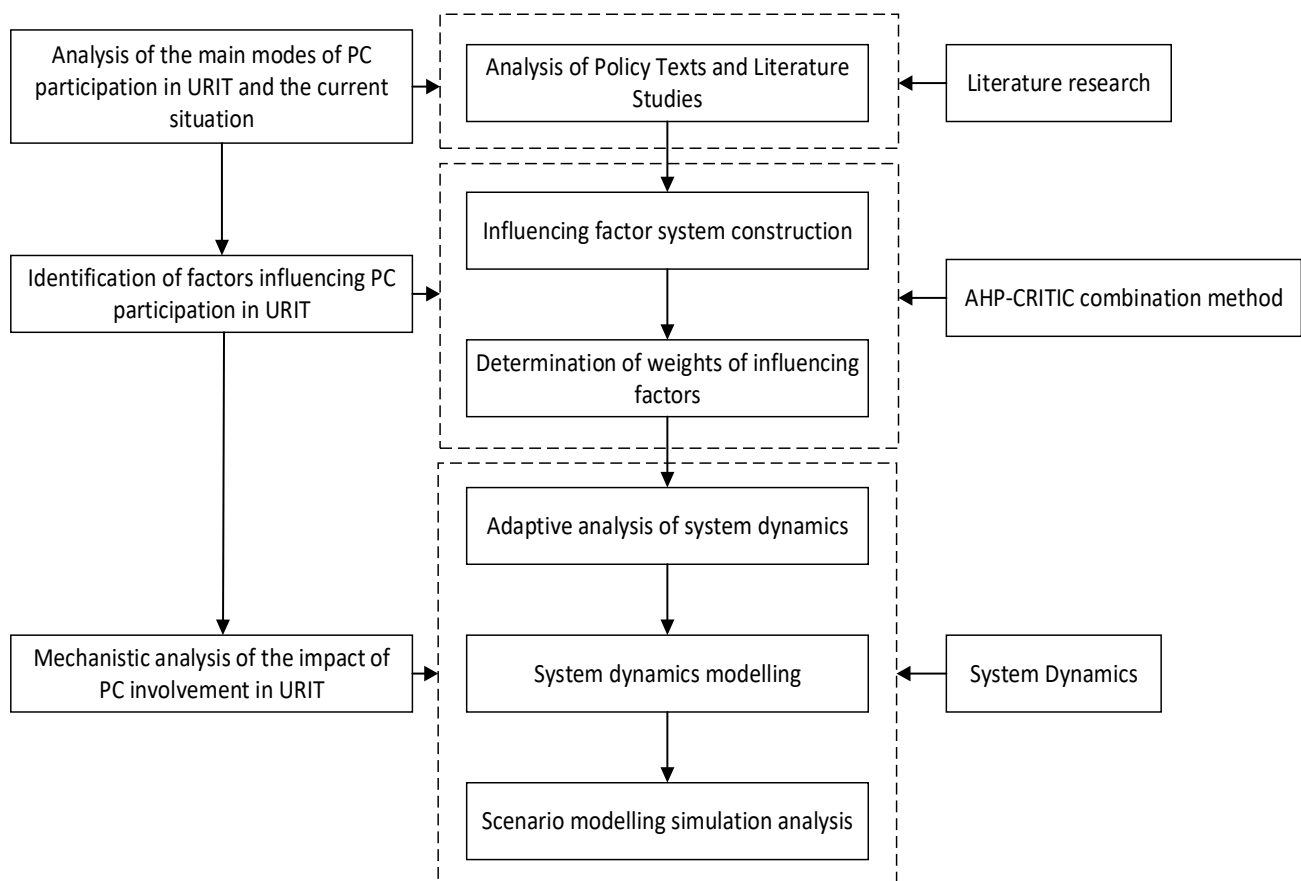 Analysis of the main modes of PC
participation in URIT and the current
situation
Analysis of Policy Texts and Literature
Studies
Literature research
Influencing factor system construction
Identification of factors influencing PC
participation in URIT
AHP-CRITIC combination method
Determination of weights of influencing
factors
Adaptive analysis of system dynamics
Mechanistic analysis of the impact of
PC involvement in URIT
System dynamics modelling
System Dynamics
Scenario modelling simulation analysis